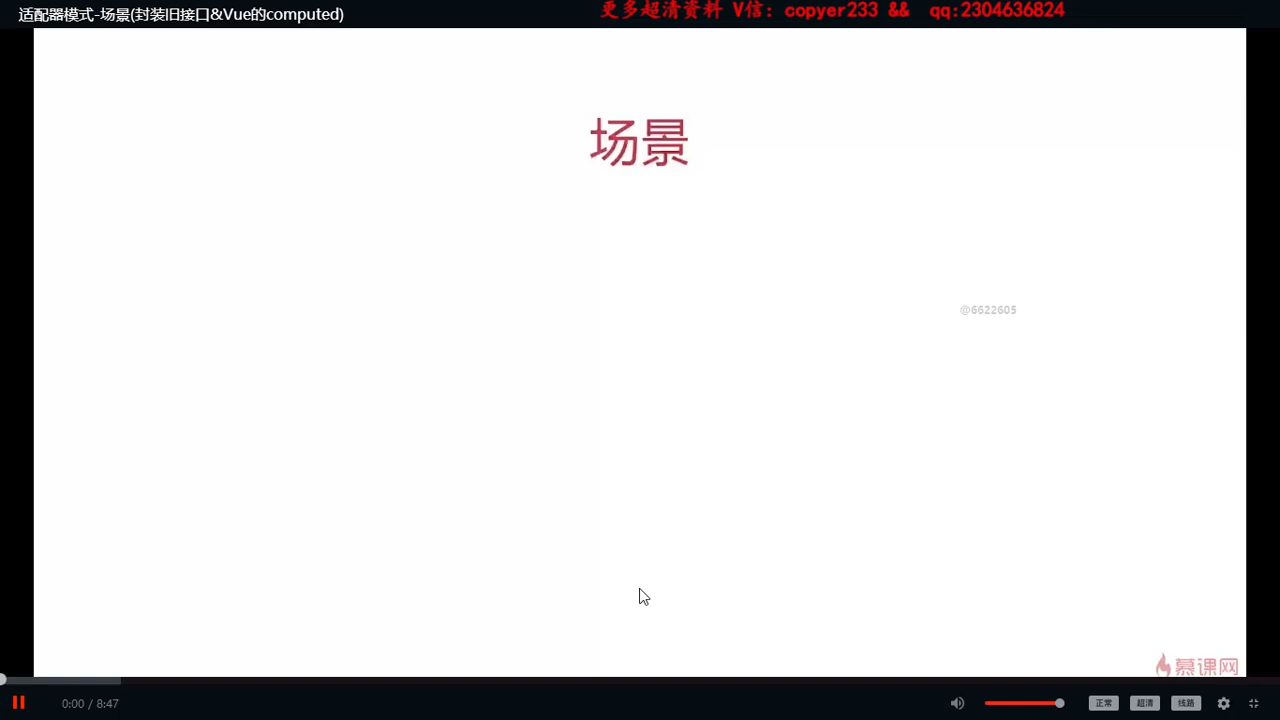 适配器模式-场景(封装旧接口&Vue的computed)
更多超清资料 V信: copyer233 && qq:2304636824
场景
@6622605
慕课网
0:00 / 8:47
正常 超清 线路